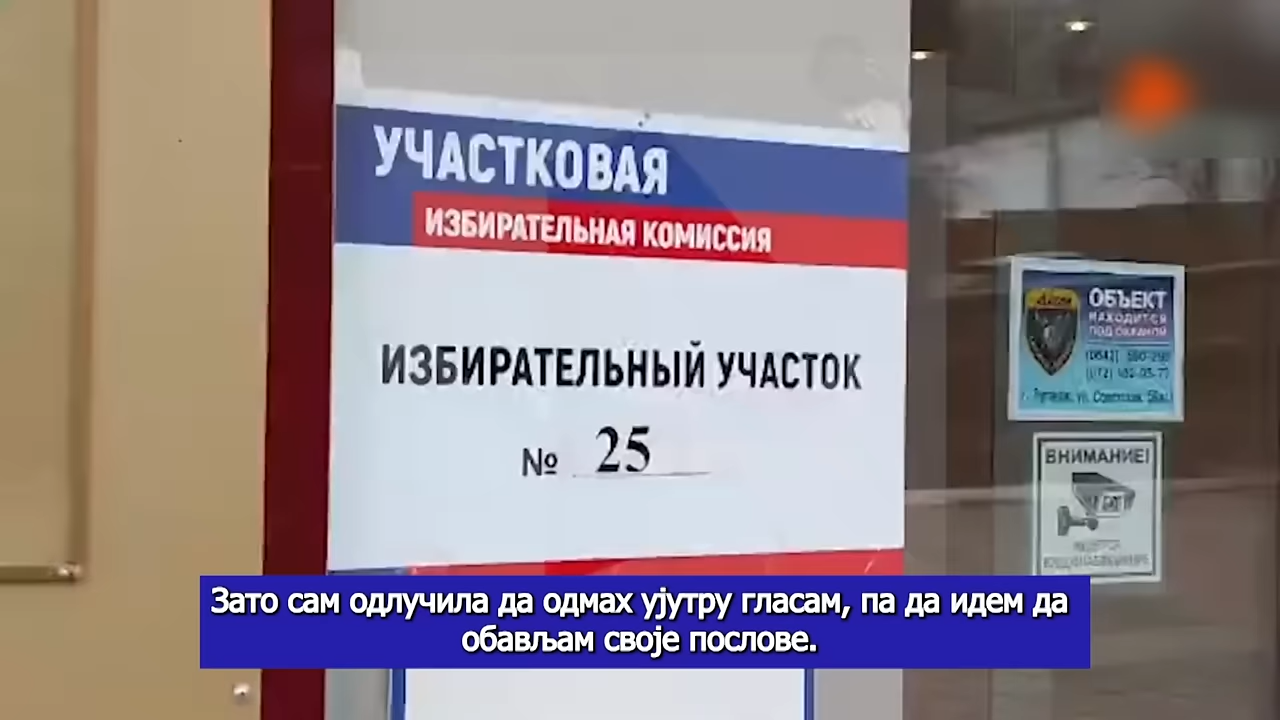 УЧАСТКОВАЯ
ИЗБИРАТЕЛЬНАЯ КОМИССИЯ
ИЗБИРАТЕЛЬНЫЙ УЧАСТОК
№ 25
ОБЪЕКТ
НАХОДИТСЯ
ПОД ОХРАНОЙ
ВНИМАНИЕ!
Зато сам одлучила да одмах ујутру гласам, па да идем да
обављам своје послове.